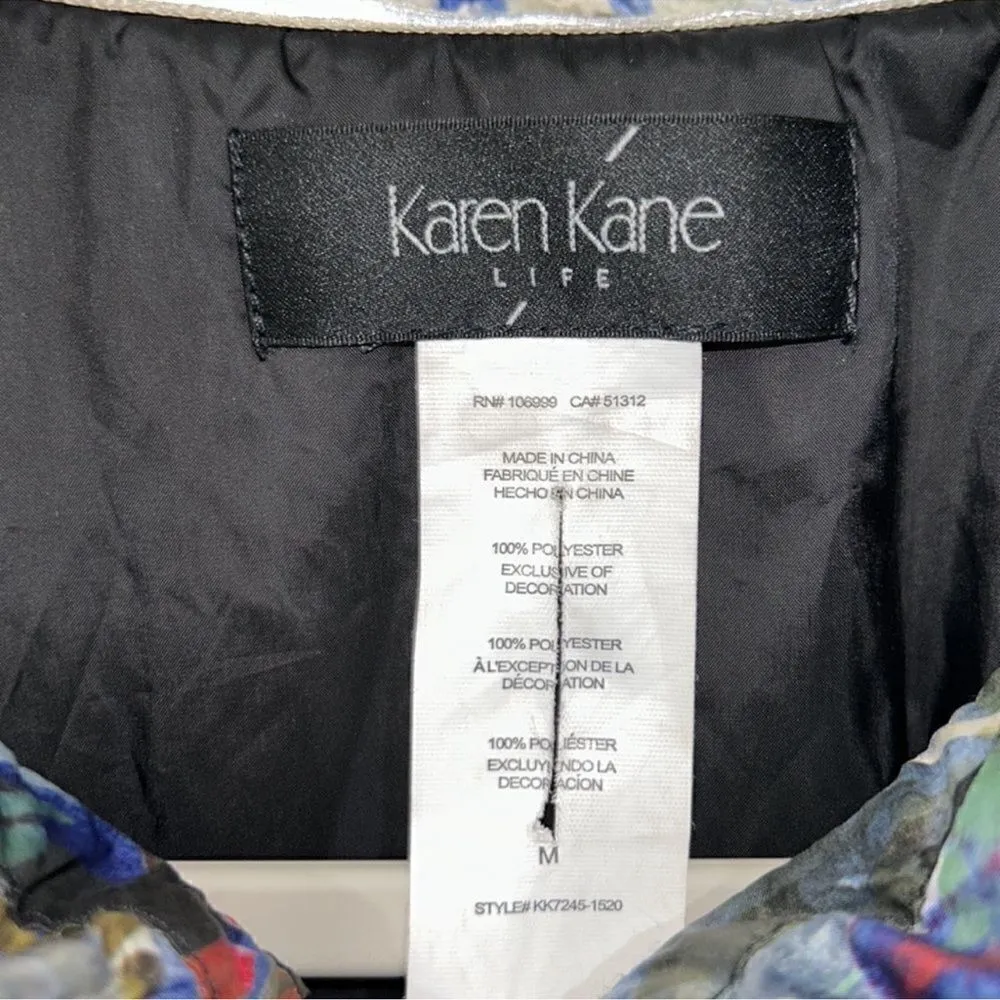 Karen Kane
LIFE
RN# 106999 CA# 51312
MADE IN CHINA
FABRIQUÉ EN CHINE
HECHO EN CHINA
100% POLYESTER
EXCLUSIVE OF
DECORATION
100% POLYESTER
À L'EXCEPTION DE LA
DÉCORATION
100% POLIÉSTER
EXCLUYENDO LA
DECORACÍON
M
STYLE# KK7245-1520